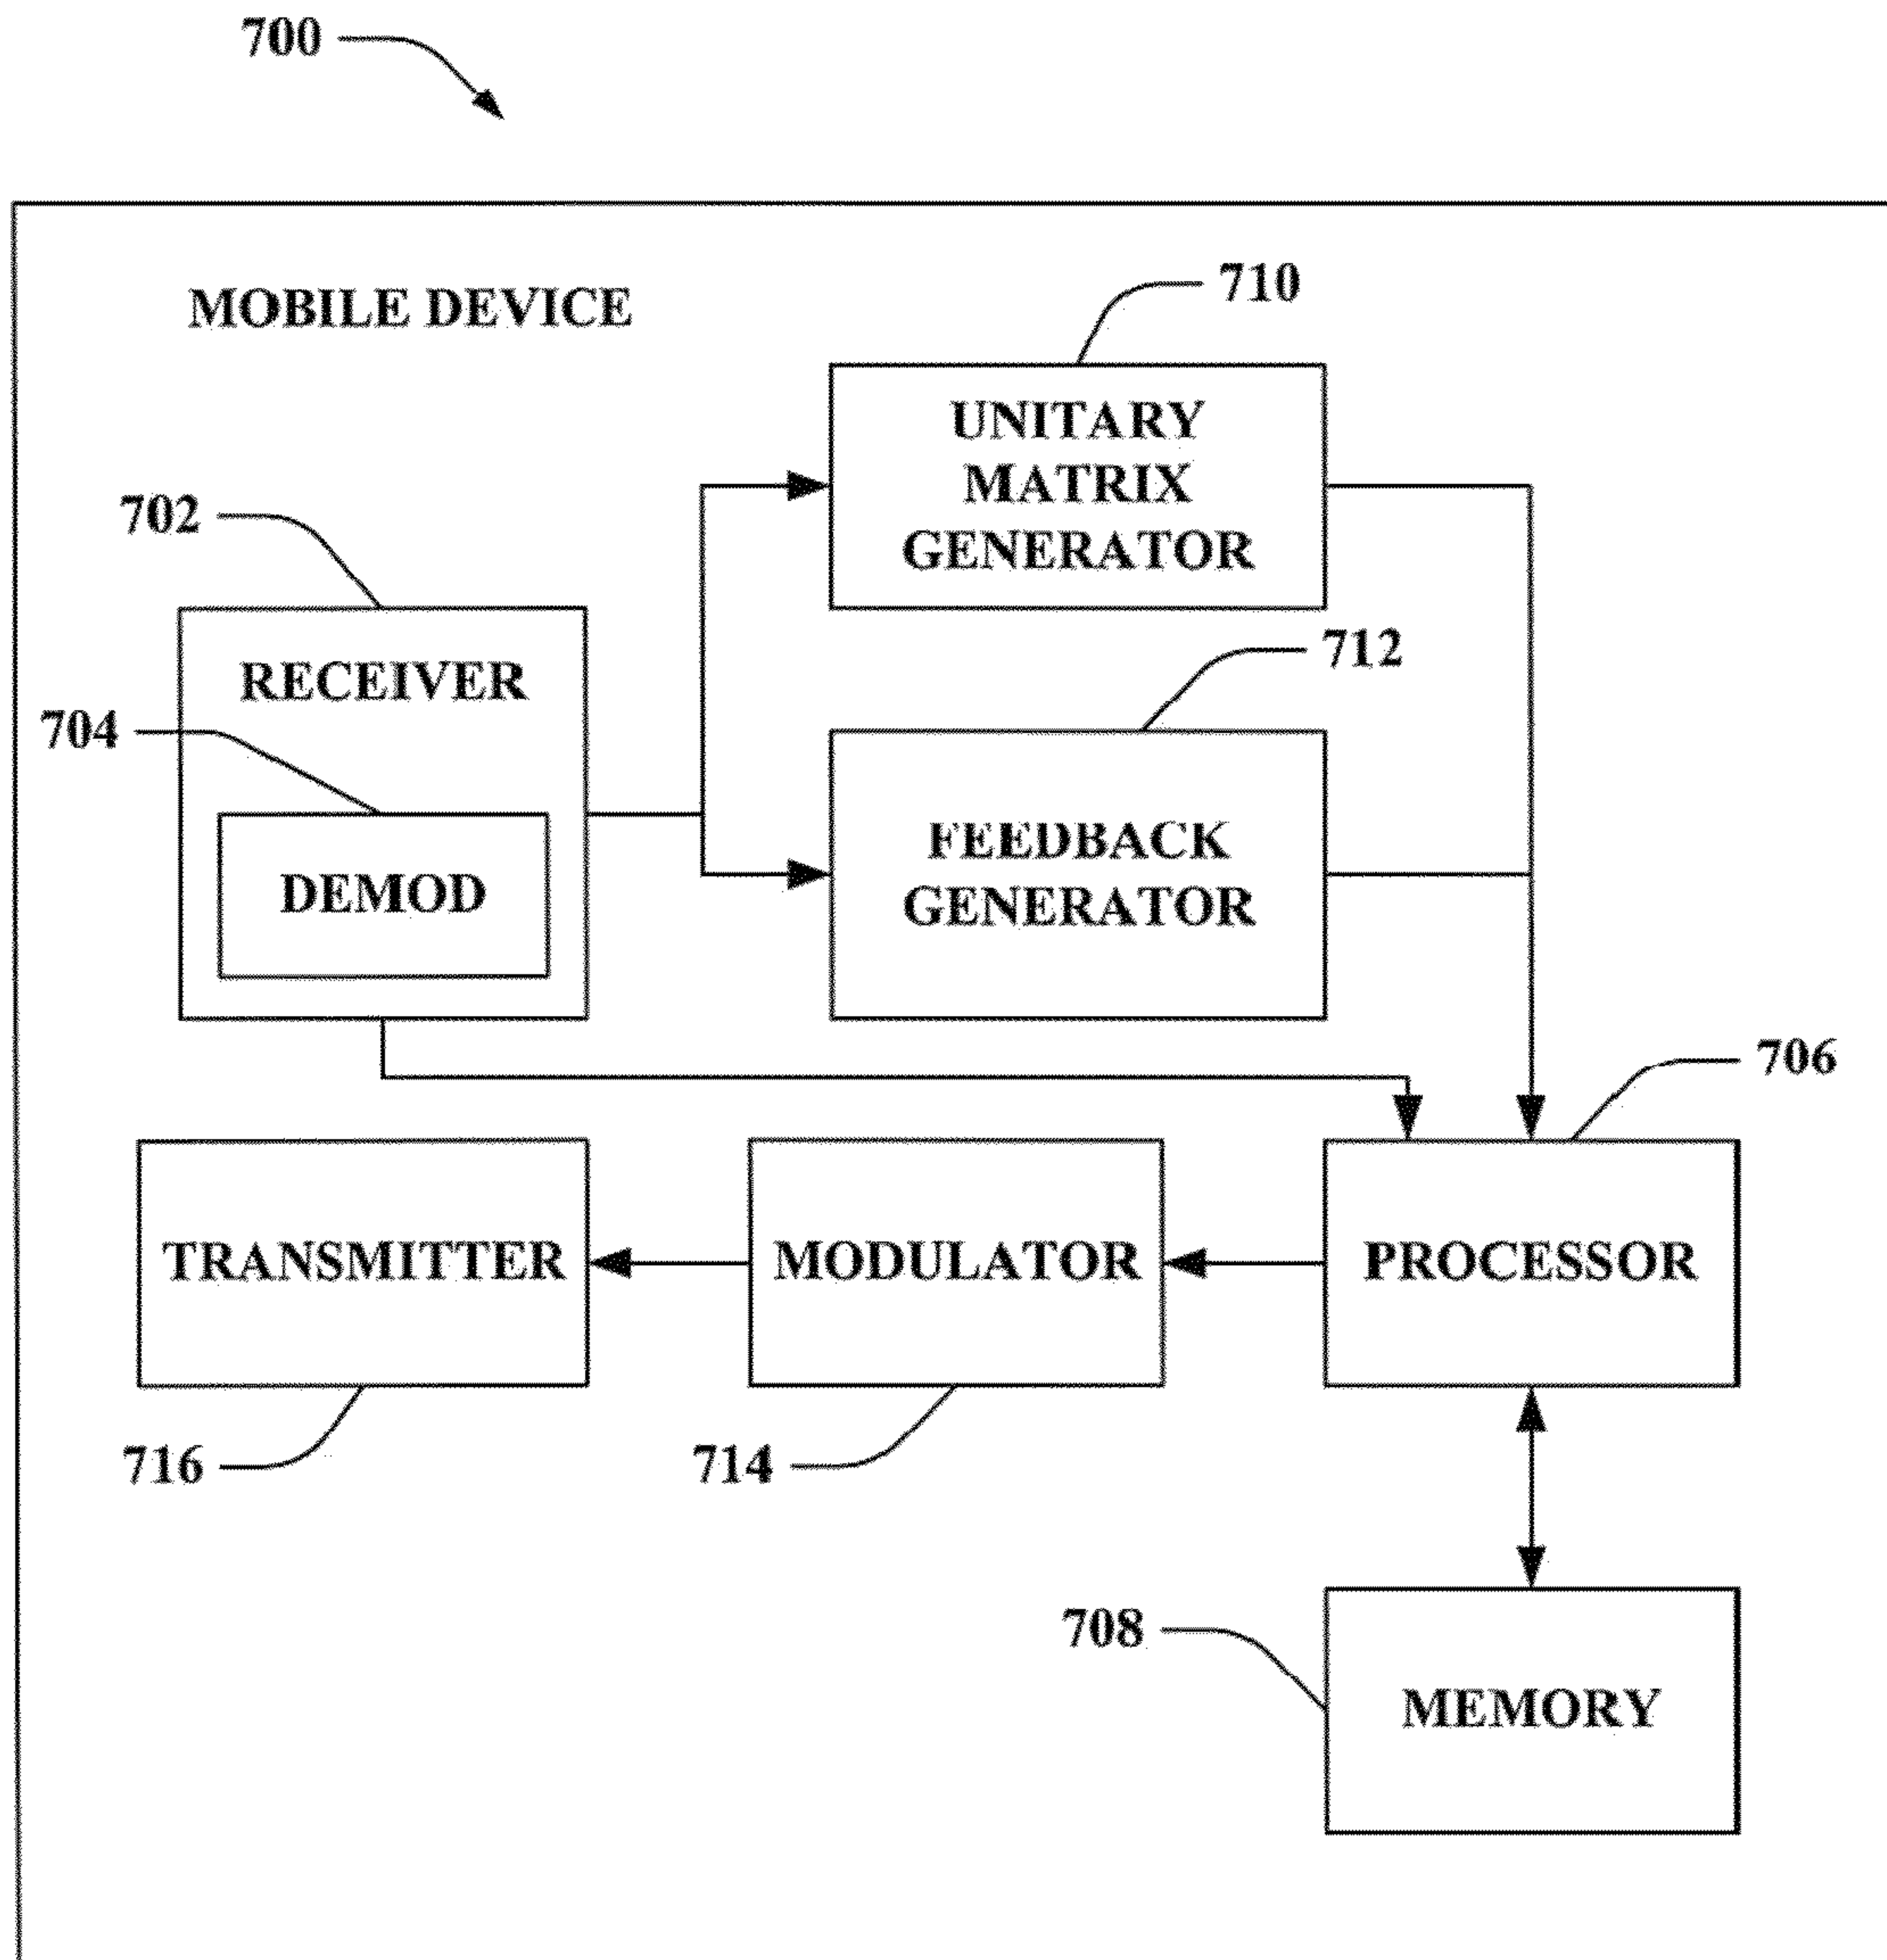 700
MOBILE DEVICE
710
UNITARY
MATRIX
GENERATOR
702
RECEIVER
712
704
DEMOD
FEEDBACK
GENERATOR
706
TRANSMITTER
MODULATOR
PROCESSOR
716
714
708
MEMORY